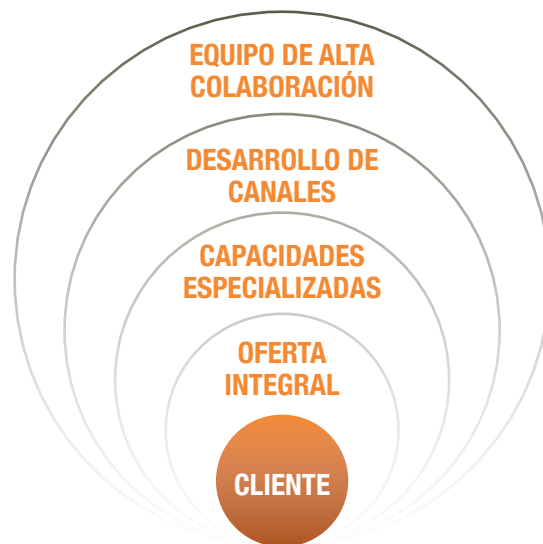 EQUIPO DE ALTA
COLABORACIÓN
DESARROLLO DE
CANALES
CAPACIDADES
ESPECIALIZADAS
OFERTA
INTEGRAL
CLIENTE